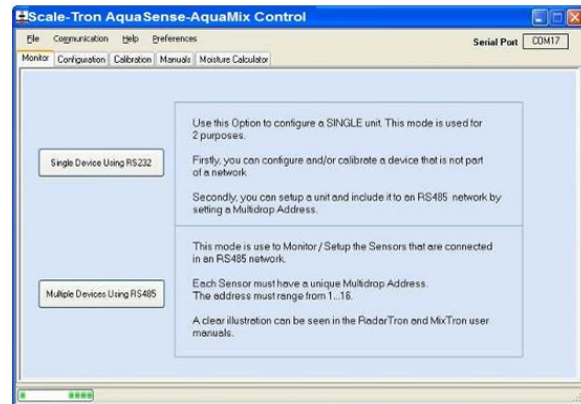 Scale-Tron AquaSense-AquaMix Control
File Communication Help Preferences
Serial Port COM17
Monitor Configuration Calibration Manuals Moisture Calculator
Single Device Using RS232
Use this Option to configure a SINGLE unit. This mode is used for
2 purposes.
Firstly, you can configure and/or calibrate a device that is not part
of a network.
Secondly, you can setup a unit and include it to an RS485 network by
setting a Multidrop Address.
Multiple Devices Using RS485
This mode is use to Monitor / Setup the Sensors that are connected
in an RS485 network.
Each Sensor must have a unique Multidrop Address.
The address must range from 1...16.
A clear illustration can be seen in the RadarTron and MixTron user
manuals.